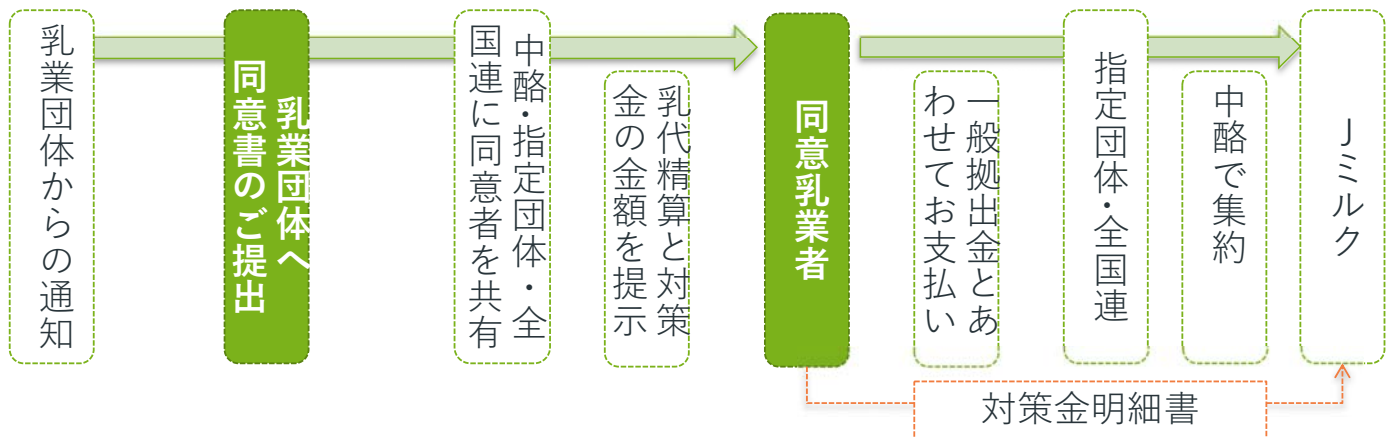 乳業団体からの通知
乳業団体へ
同意書のご提出
中酪・指定団体・全
国連に同意者を共有
乳代精算と対策
金の金額を提示
同意乳業者
一般拠出金とあ
わせてお支払い
指定団体・全国連
中酪で集約
Jミルク
対策金明細書